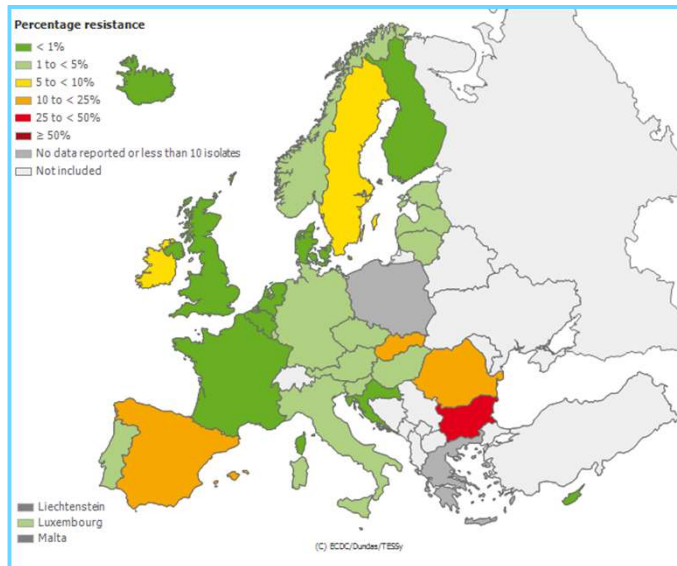 Percentage resistance
< 1%
1 to < 5%
5 to < 10%
10 to < 25%
25 to < 50%
≥ 50%
No data reported or less than 10 isolates
Not included
Liechtenstein
Luxembourg
Malta
(C) ECDC/Dundas/TESSy